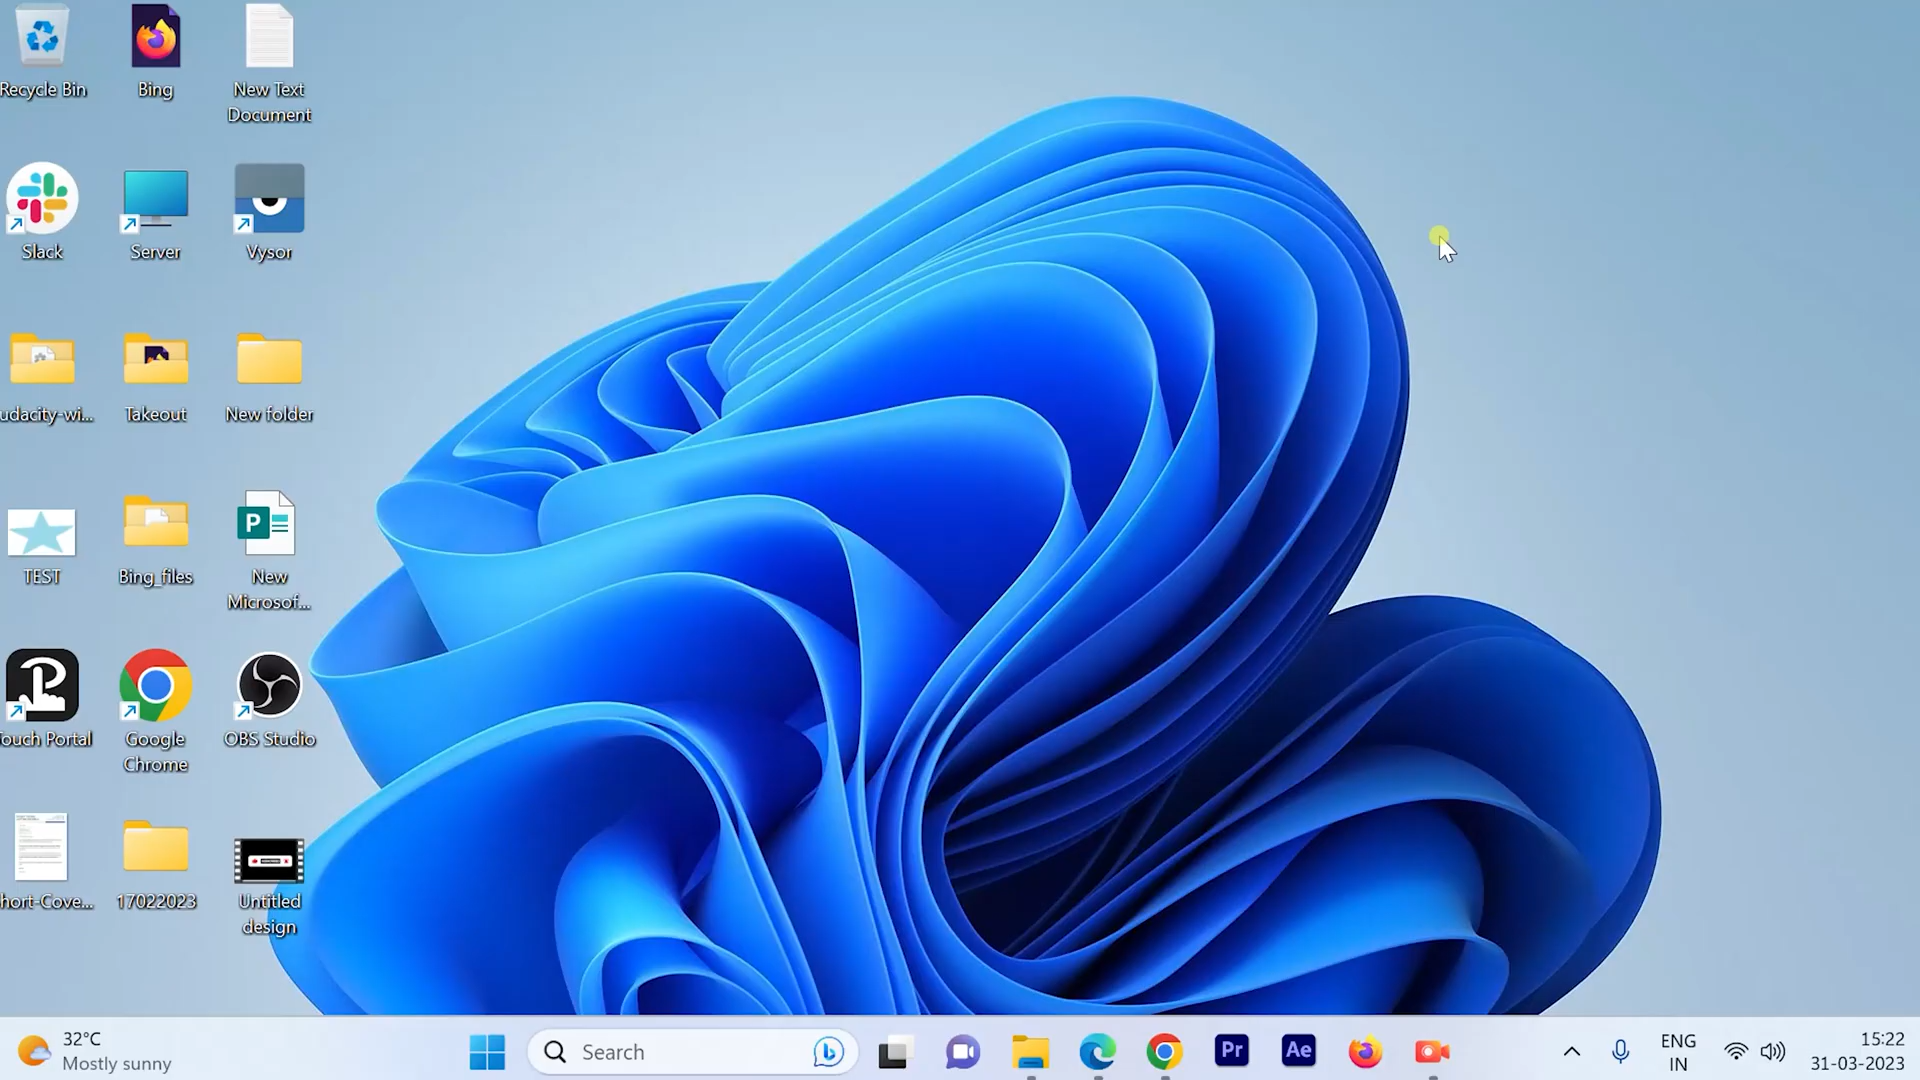 Recycle Bin
Bing
New Text
Document
Slack
Server
Vysor
udacity-wi...
Takeout
New folder
TEST
Bing_files
P
New
Microsof...
Touch Portal
Google
Chrome
OBS Studio
hort-Cove...
17022023
Untitled
design
32°C
Mostly sunny
Search
Pr
Ae
ENG
IN
15:22
31-03-2023